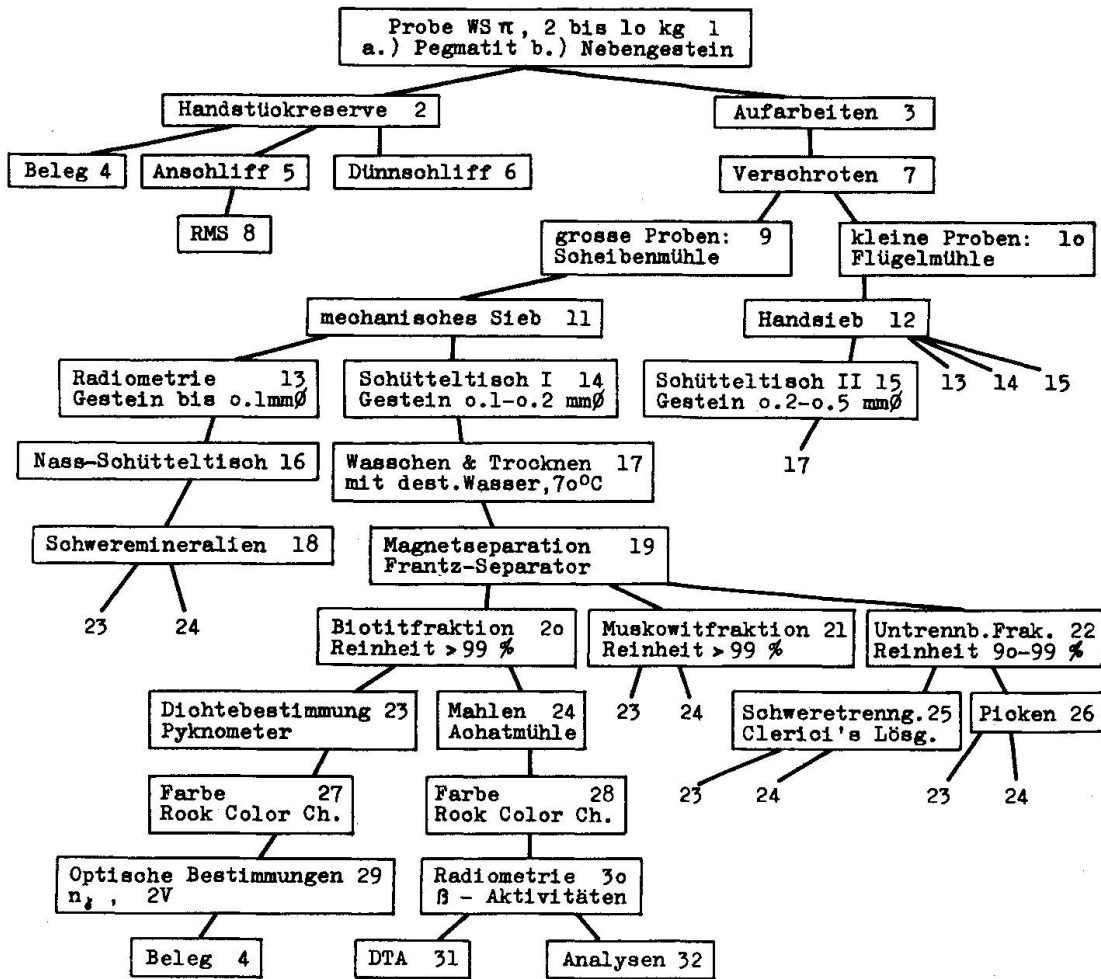 Probe WS π, 2 bis 1o kg 1
a.) Pegmatit b.) Nebengestein
Handstückreserve 2
Aufarbeiten 3
Beleg 4
Anschliff 5
Dünnschliff 6
Verschroten 7
RMS 8
grosse Proben: 9
Scheibenmühle
kleine Proben: 1o
Flügelmühle
mechanisches Sieb 11
Handsieb 12
Radiometrie 13
Gestein bis o.1mmØ
Schütteltisch I 14
Gestein o.1-o.2 mmØ
Schütteltisch II 15
Gestein o.2-o.5 mmØ
13 14 15
Nass-Schütteltisch 16
Wasschen & Trocknen 17
mit dest.Wasser,7o°C
17
Schweremineralien 18
Magnetseparation 19
Frantz-Separator
23 24
Biotitfraktion 2o
Reinheit > 99 %
Muskowitfraktion 21
Reinheit > 99 %
Untrennb.Frak. 22
Reinheit 9o-99 %
Dichtebestimmung 23
Pyknometer
Mahlen 24
Achatmühle
23 24
Schweretrenng.25
Clerici's Lösg.
Picken 26
23 24
23 24
Farbe 27
Rock Color Ch.
Farbe 28
Rock Color Ch.
Optische Bestimmungen 29
nᵧ , 2V
Radiometrie 3o
β - Aktivitäten
Beleg 4
DTA 31
Analysen 32